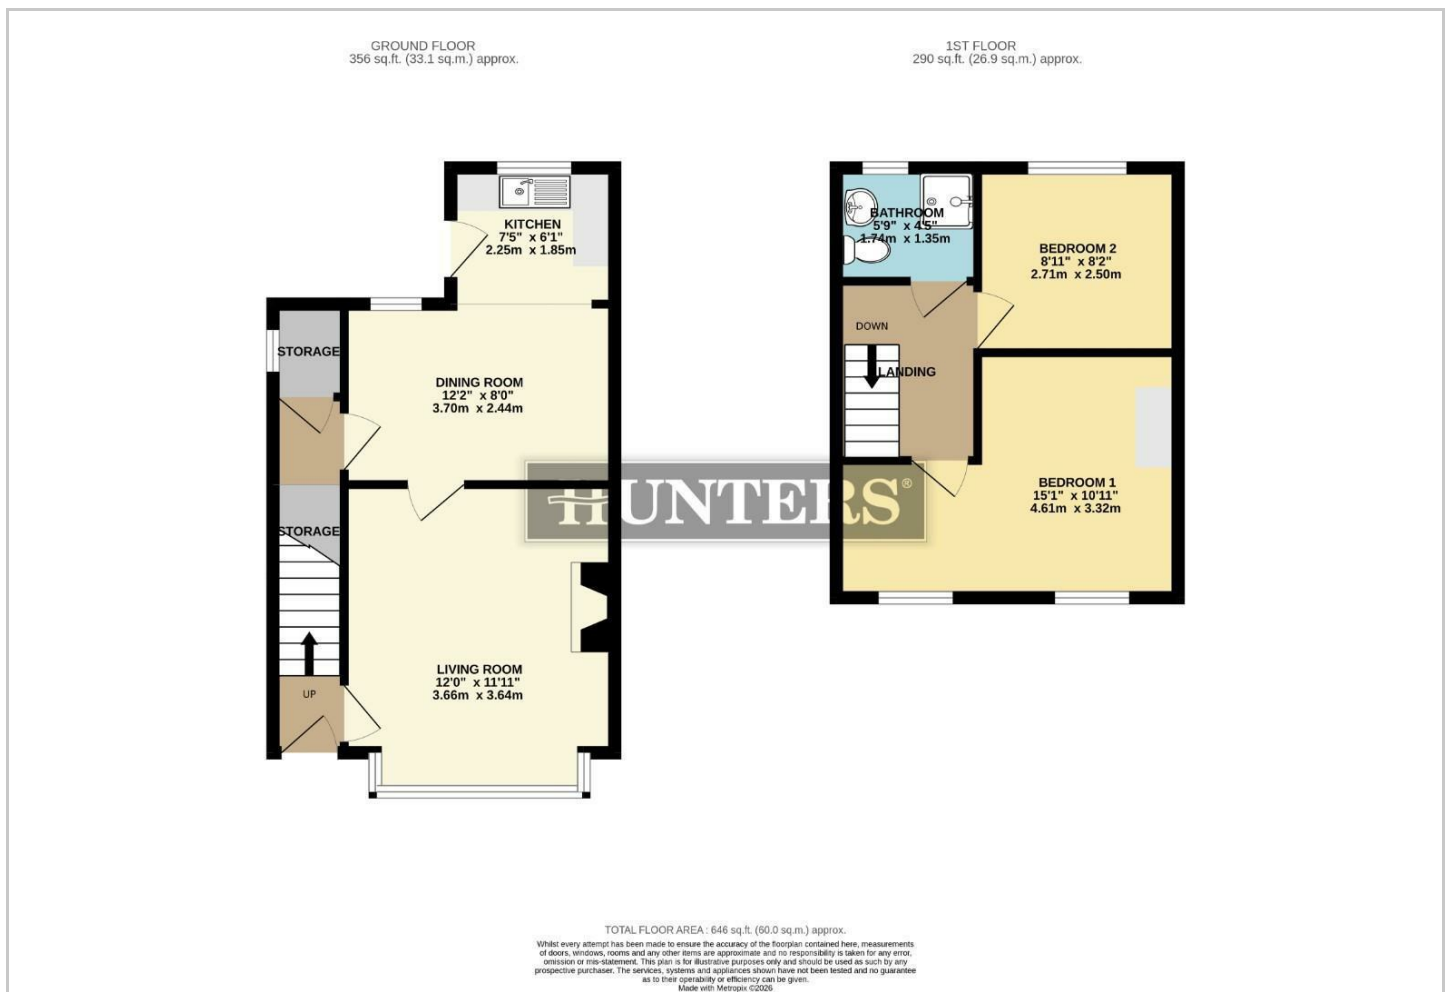 GROUND FLOOR
356 sq.ft. (33.1 sq.m.) approx.
1ST FLOOR
290 sq.ft. (26.9 sq.m.) approx.
KITCHEN
7'5" x 6'1"
2.25m x 1.85m
STORAGE
DINING ROOM
12'2" x 8'0"
3.70m x 2.44m
STORAGE
LIVING ROOM
12'0" x 11'11"
3.66m x 3.64m
UP
BATHROOM
5'9" x 4'5"
1.74m x 1.35m
BEDROOM 2
8'11" x 8'2"
2.71m x 2.50m
DOWN
LANDING
BEDROOM 1
15'1" x 10'11"
4.61m x 3.32m
HUNTERS®
TOTAL FLOOR AREA : 646 sq.ft. (60.0 sq.m.) approx.
Whilst every attempt has been made to ensure the accuracy of the floorplan contained here, measurements
of doors, windows, rooms and any other items are approximate and no responsibility is taken for any error,
omission or mis-statement. This plan is for illustrative purposes only and should be used as such by any
prospective purchaser. The services, systems and appliances shown have not been tested and no guarantee
as to their operability or efficiency can be given.
Made with Metropix ©2026